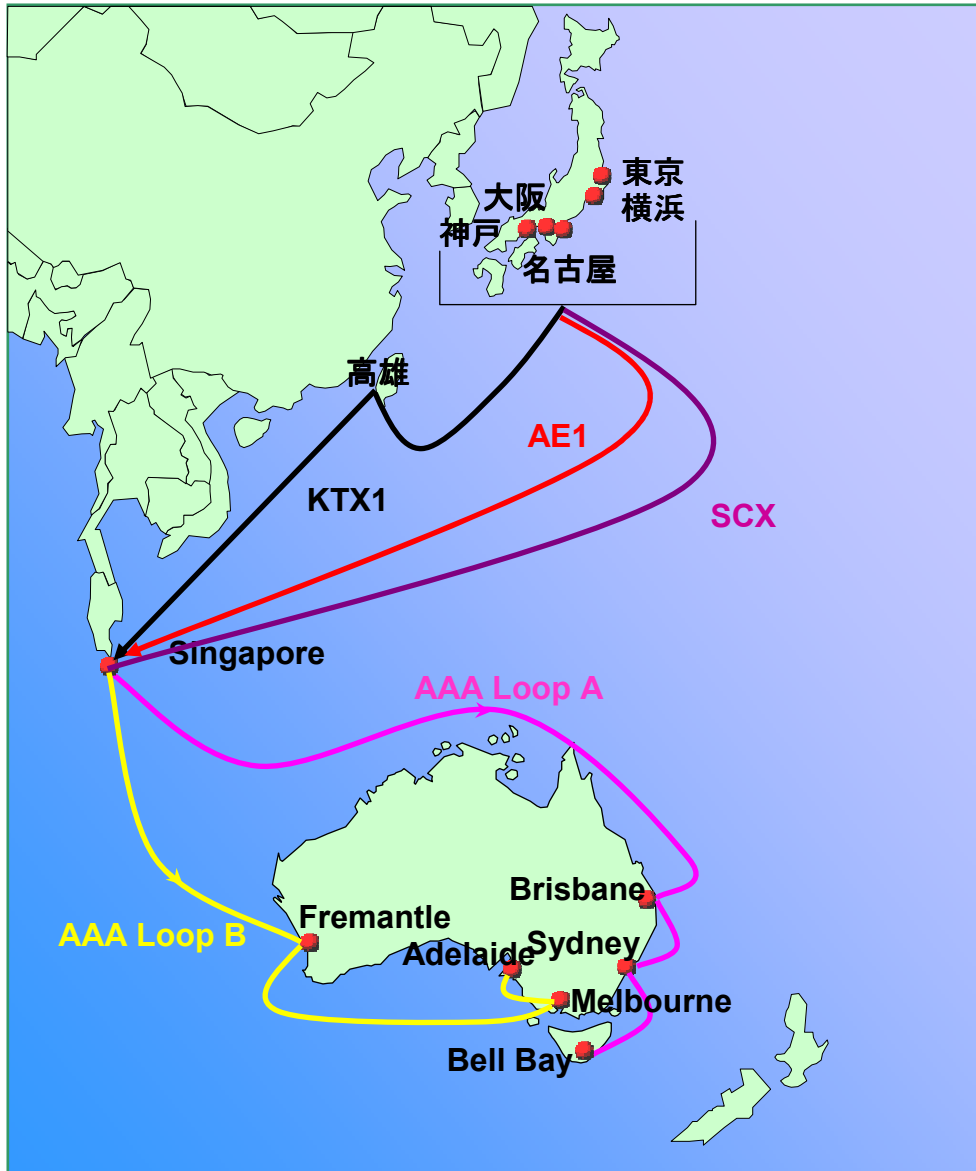 東京
横浜
大阪
神戸
名古屋
高雄
AE1
KTX1
SCX
Singapore
AAA Loop A
Brisbane
Fremantle
AAA Loop B
Sydney
Adelaide
Melbourne
Bell Bay